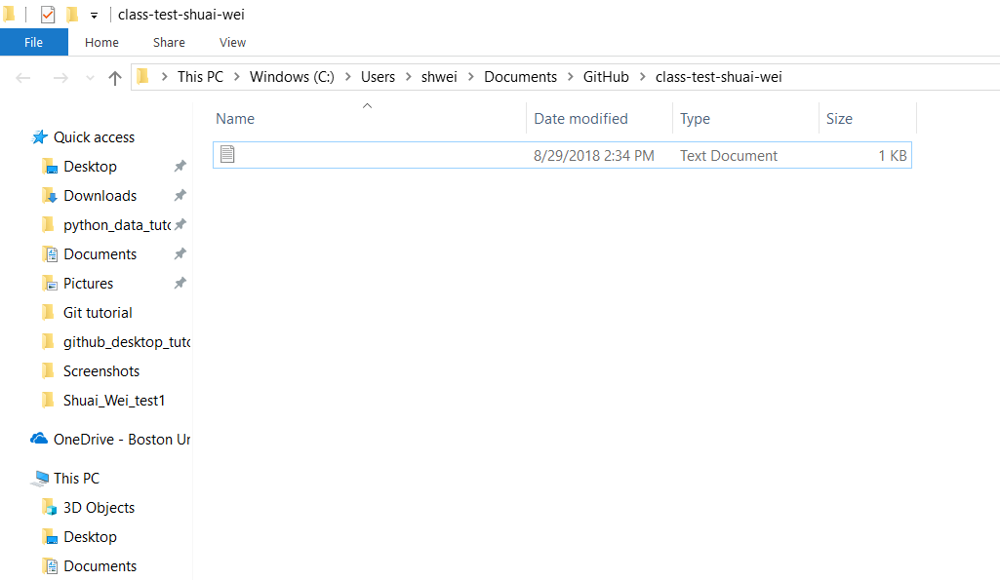 class-test-shuai-wei
File Home Share View
This PC Windows (C:) Users shwei Documents GitHub class-test-shuai-wei
Name Date modified Type Size
8/29/2018 2:34 PM Text Document 1 KB
Quick access
Desktop
Downloads
python_data_tutc
Documents
Pictures
Git tutorial
github_desktop_tutc
Screenshots
Shuai_Wei_test1
OneDrive - Boston Ur
This PC
3D Objects
Desktop
Documents